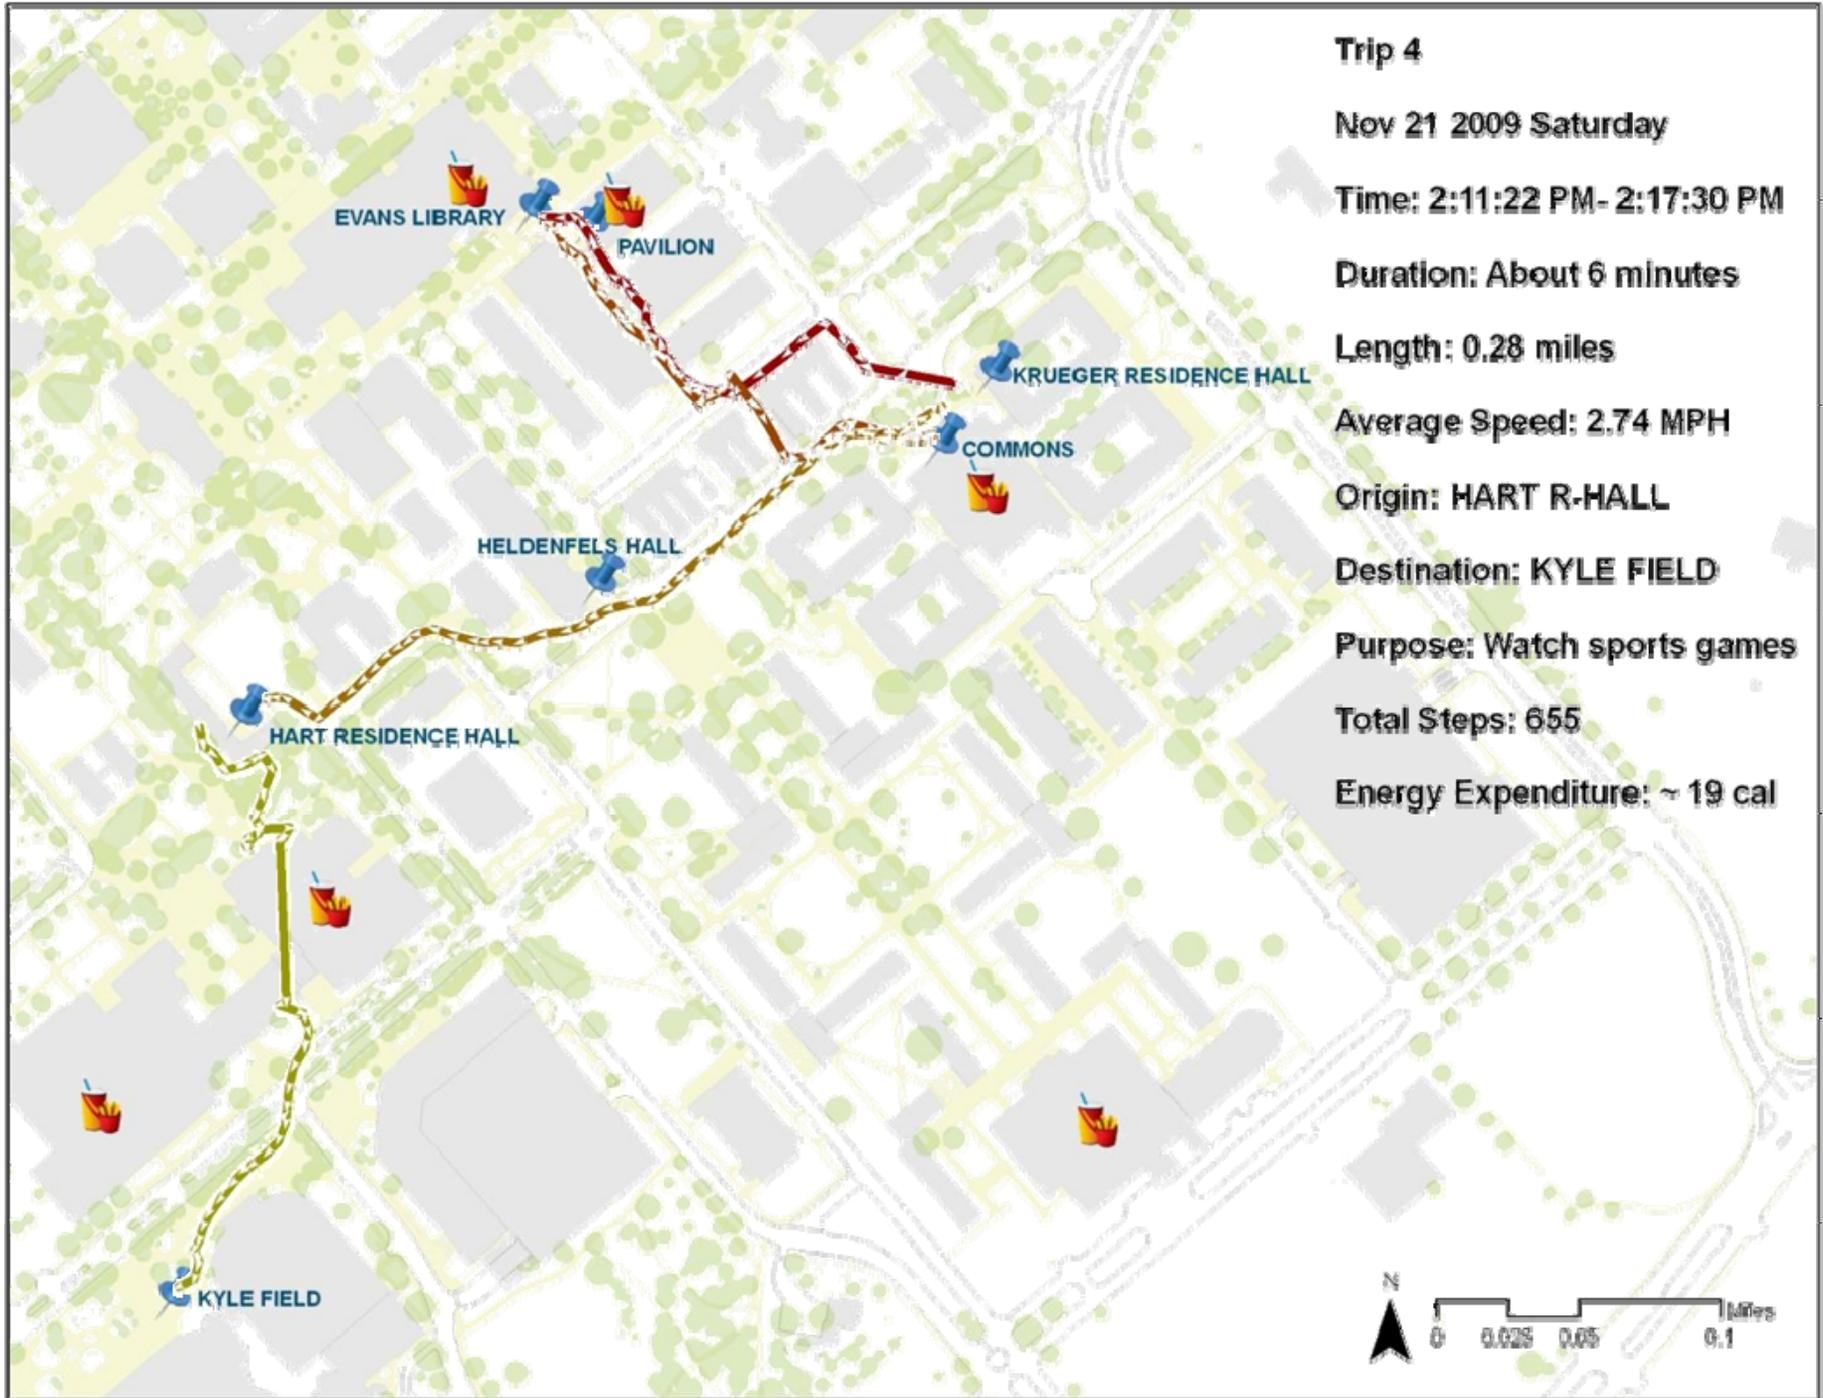 Trip 4
Nov 21 2009 Saturday
Time: 2:11:22 PM- 2:17:30 PM
Duration: About 6 minutes
Length: 0.28 miles
Average Speed: 2.74 MPH
Origin: HART R-HALL
Destination: KYLE FIELD
Purpose: Watch sports games
Total Steps: 655
Energy Expenditure: ~ 19 cal
EVANS LIBRARY
PAVILION
KRUEGER RESIDENCE HALL
COMMONS
HELDENFELS HALL
HART RESIDENCE HALL
KYLE FIELD
N
Miles
0 0.025 0.05 0.1